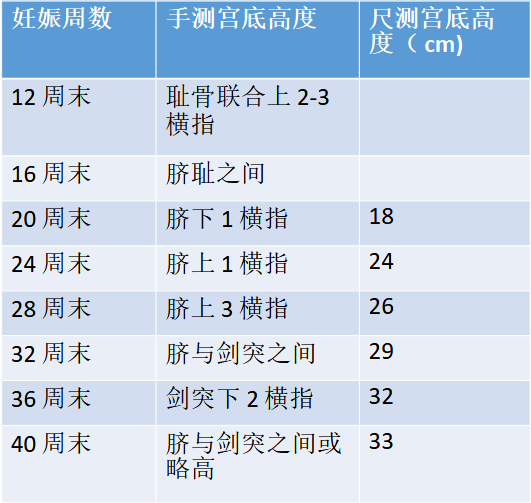 妊娠周数 手测宫底高度 尺测宫底高
度（cm)
12 周末 耻骨联合上 2-3
横指
16 周末 脐耻之间
20 周末 脐下 1 横指 18
24 周末 脐上 1 横指 24
28 周末 脐上 3 横指 26
32 周末 脐与剑突之间 29
36 周末 剑突下 2 横指 32
40 周末 脐与剑突之间或 33
略高